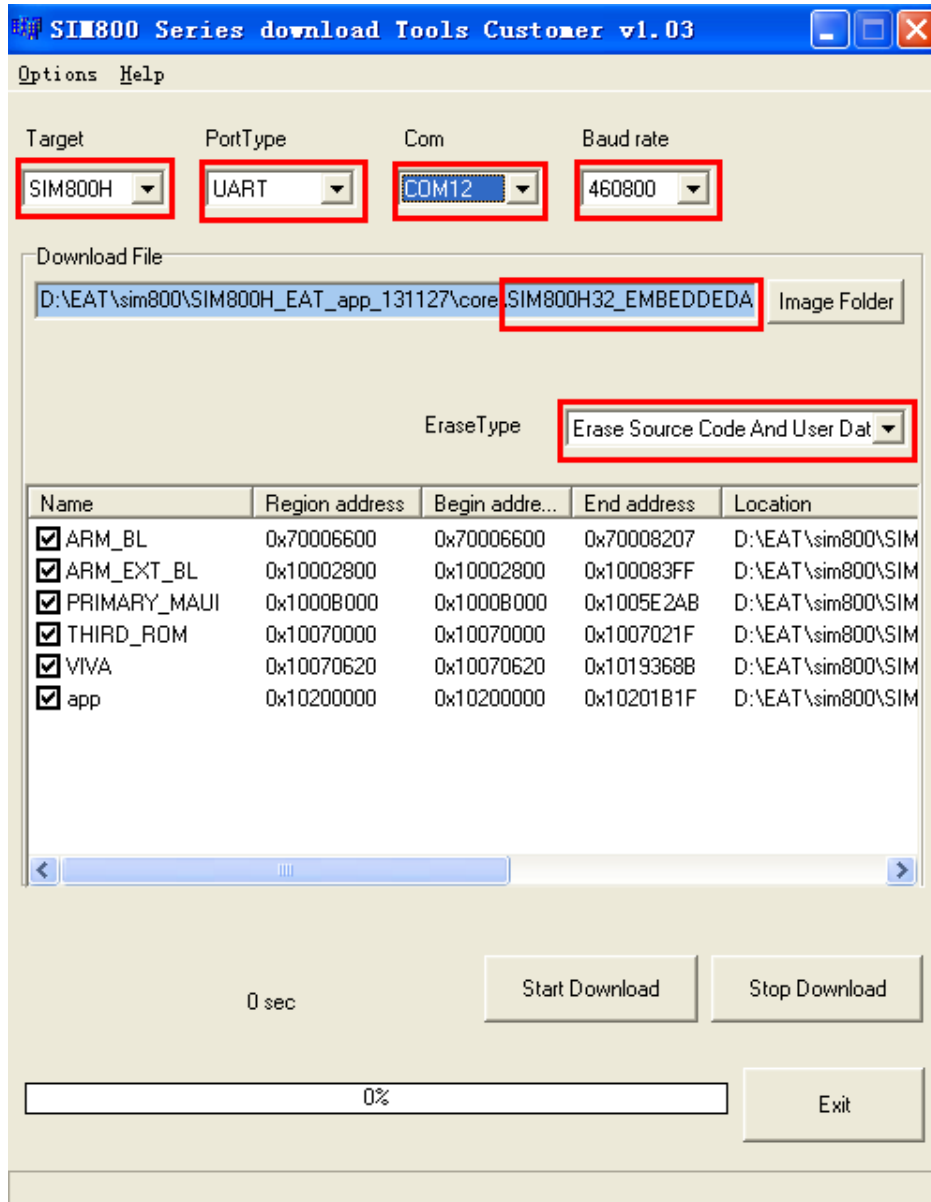 SIM800 Series download Tools Customer v1.03
Options Help
Target PortType Com Baud rate
SIM800H UART COM12 460800
Download File
D:\EAT\sim800\SIM800H_EAT_app_131127\core\SIM800H32_EMBEDDEDA Image Folder
EraseType Erase Source Code And User Dat
Name Region address Begin addre... End address Location
ARM_BL 0x70006600 0x70006600 0x70008207 D:\EAT\sim800\SIM
ARM_EXT_BL 0x10002800 0x10002800 0x100083FF D:\EAT\sim800\SIM
PRIMARY_MAUI 0x1000B000 0x1000B000 0x1005E2AB D:\EAT\sim800\SIM
THIRD_ROM 0x10070000 0x10070000 0x1007021F D:\EAT\sim800\SIM
VIVA 0x10070620 0x10070620 0x1019368B D:\EAT\sim800\SIM
app 0x10200000 0x10200000 0x10201B1F D:\EAT\sim800\SIM
0 sec Start Download Stop Download
0% Exit